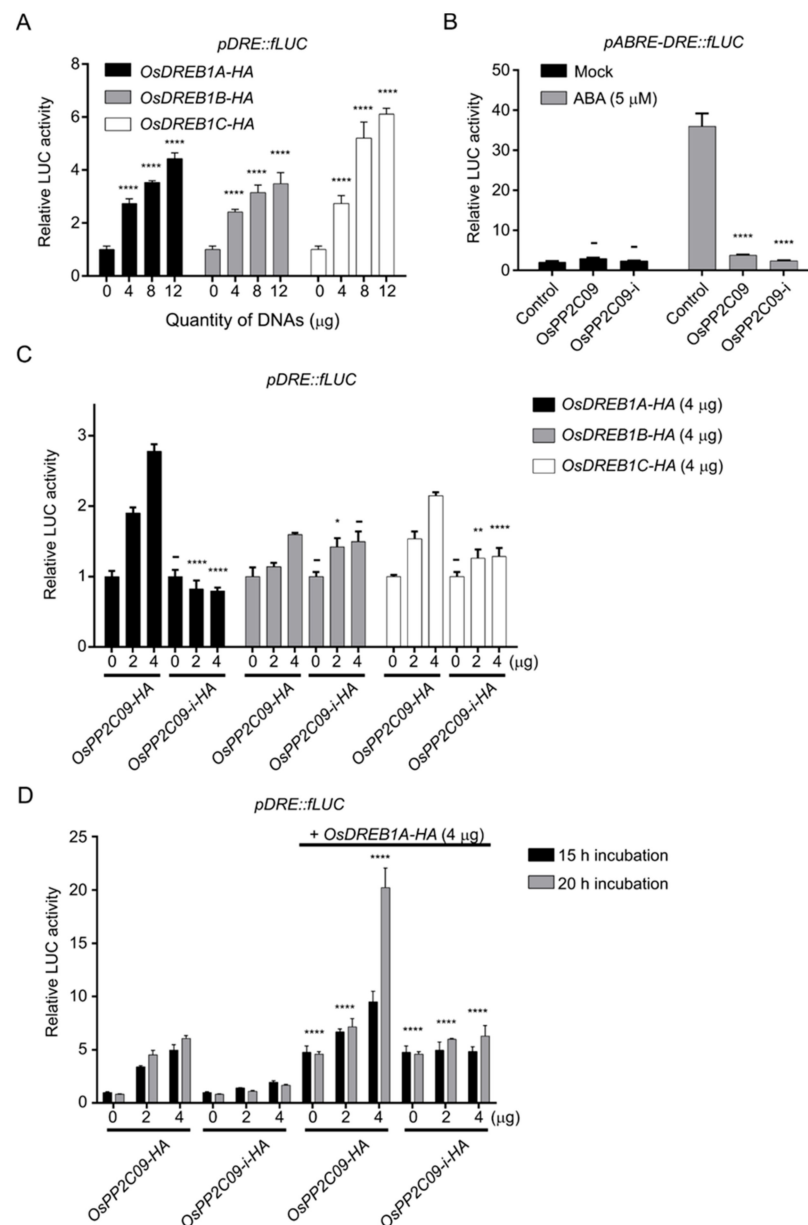 A
pDRE::fLUC
OsDREB1A-HA
OsDREB1B-HA
OsDREB1C-HA
Relative LUC activity
8
6
4
2
0
**** **** ****
**** **** ****
**** **** ****
0 4 8 12 0 4 8 12 0 4 8 12
Quantity of DNAs (μg)
B
pABRE-DRE::fLUC
Mock
ABA (5 μM)
Relative LUC activity
50
40
30
20
10
0
– – **** ****
Control OsPP2C09 OsPP2C09-i Control OsPP2C09 OsPP2C09-i
C
pDRE::fLUC
OsDREB1A-HA (4 μg)
OsDREB1B-HA (4 μg)
OsDREB1C-HA (4 μg)
Relative LUC activity
3
2
1
0
– **** **** – * – – ** ****
0 2 4 0 2 4 0 2 4 0 2 4 0 2 4 0 2 4 (μg)
OsPP2C09-HA OsPP2C09-i-HA OsPP2C09-HA OsPP2C09-i-HA OsPP2C09-HA OsPP2C09-i-HA
D
pDRE::fLUC
+ OsDREB1A-HA (4 μg)
15 h incubation
20 h incubation
Relative LUC activity
25
20
15
10
5
0
**** **** **** **** **** ****
0 2 4 0 2 4 0 2 4 0 2 4 (μg)
OsPP2C09-HA OsPP2C09-i-HA OsPP2C09-HA OsPP2C09-i-HA